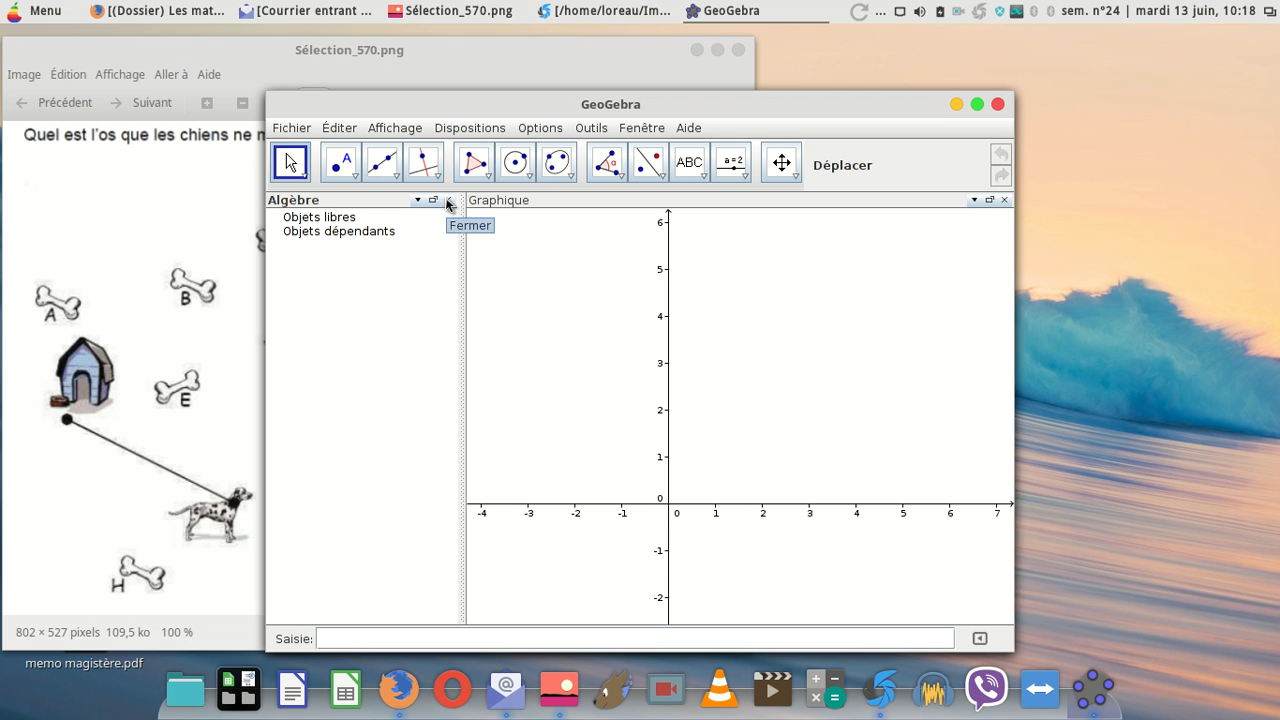 Menu [(Dossier) Les mat... [Courrier entrant ... Sélection_570.png [/home/loreau/Im... GeoGebra ... sem. n°24 | mardi 13 juin, 10:18
Sélection_570.png
Image Édition Affichage Aller à Aide
Précédent Suivant
Quel est l'os que les chiens ne
A
B
E
H
802 × 527 pixels 109,5 ko 100 %
memo magistère.pdf
GeoGebra
Fichier Éditer Affichage Dispositions Options Outils Fenêtre Aide
A α ABC a=2 Déplacer
Algèbre
Objets libres
Objets dépendants
Fermer
Graphique
6
5
4
3
2
1
0
-4 -3 -2 -1 0 1 2 3 4 5 6 7
-1
-2
Saisie: